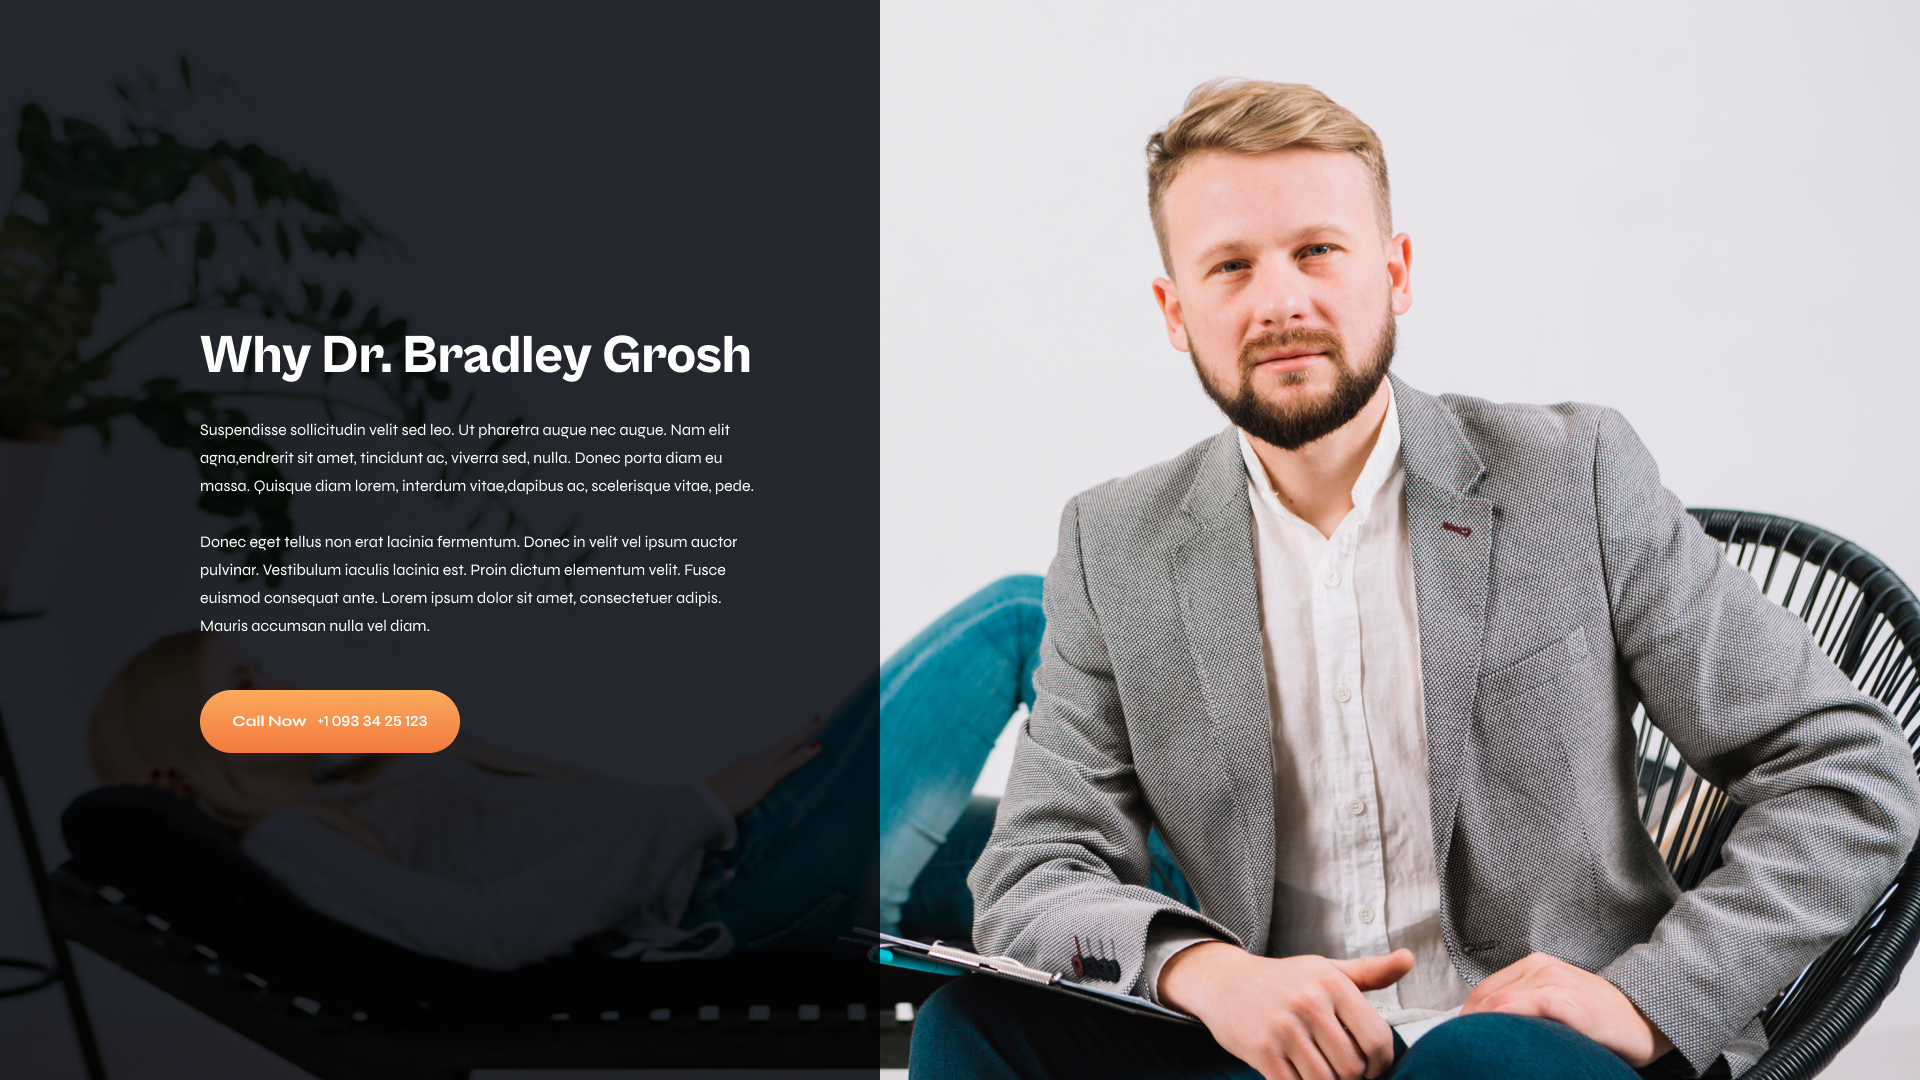 Why Dr. Bradley Grosh
Suspendisse sollicitudin velit sed leo. Ut pharetra augue nec augue. Nam elit
agna,endrerit sit amet, tincidunt ac, viverra sed, nulla. Donec porta diam eu
massa. Quisque diam lorem, interdum vitae,dapibus ac, scelerisque vitae, pede.
Donec eget tellus non erat lacinia fermentum. Donec in velit vel ipsum auctor
pulvinar. Vestibulum iaculis lacinia est. Proin dictum elementum velit. Fusce
euismod consequat ante. Lorem ipsum dolor sit amet, consectetuer adipis.
Mauris accumsan nulla vel diam.
Call Now +1 093 34 25 123